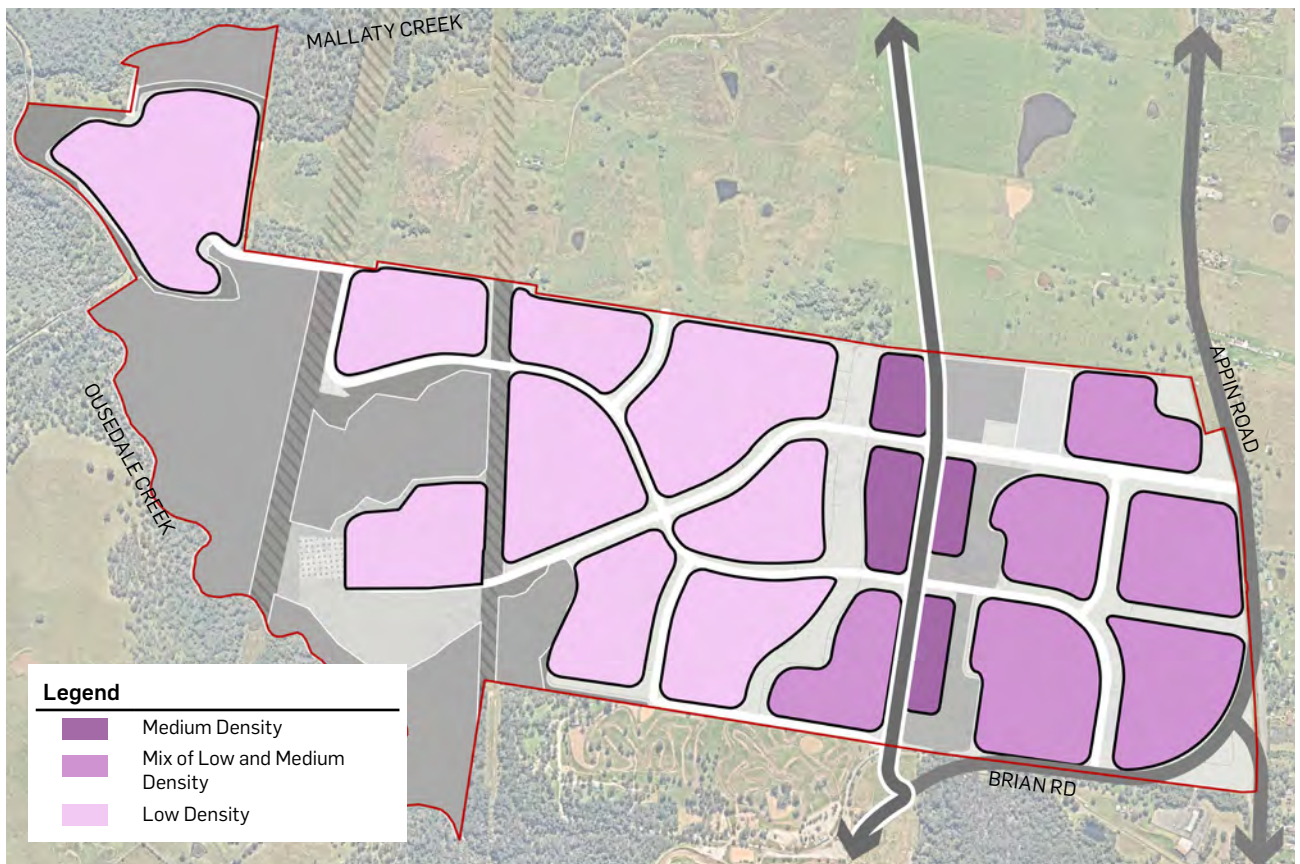 MALLATY CREEK
OUSEDALE CREEK
APPIN ROAD
BRIAN RD
Legend
Medium Density
Mix of Low and Medium
Density
Low Density